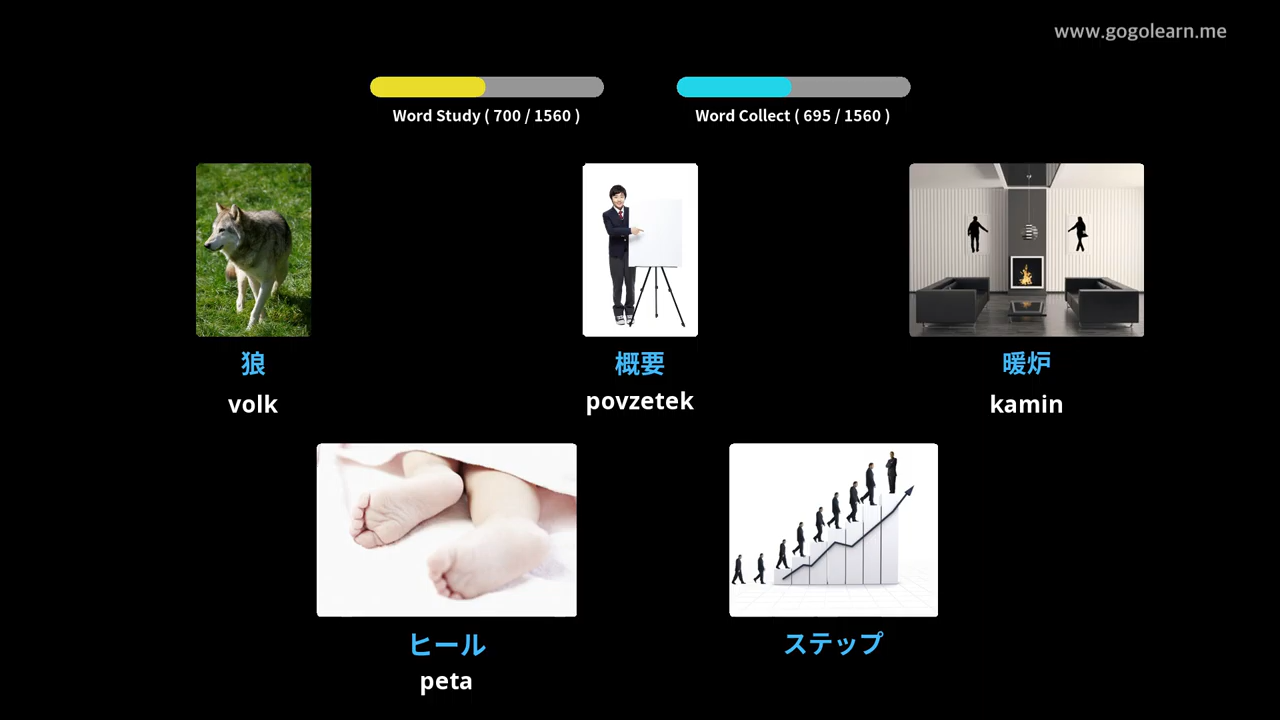 www.gogolearn.me
Word Study ( 700 / 1560 )
Word Collect ( 695 / 1560 )
狼
volk
概要
povzetek
暖炉
kamin
ヒール
peta
ステップ